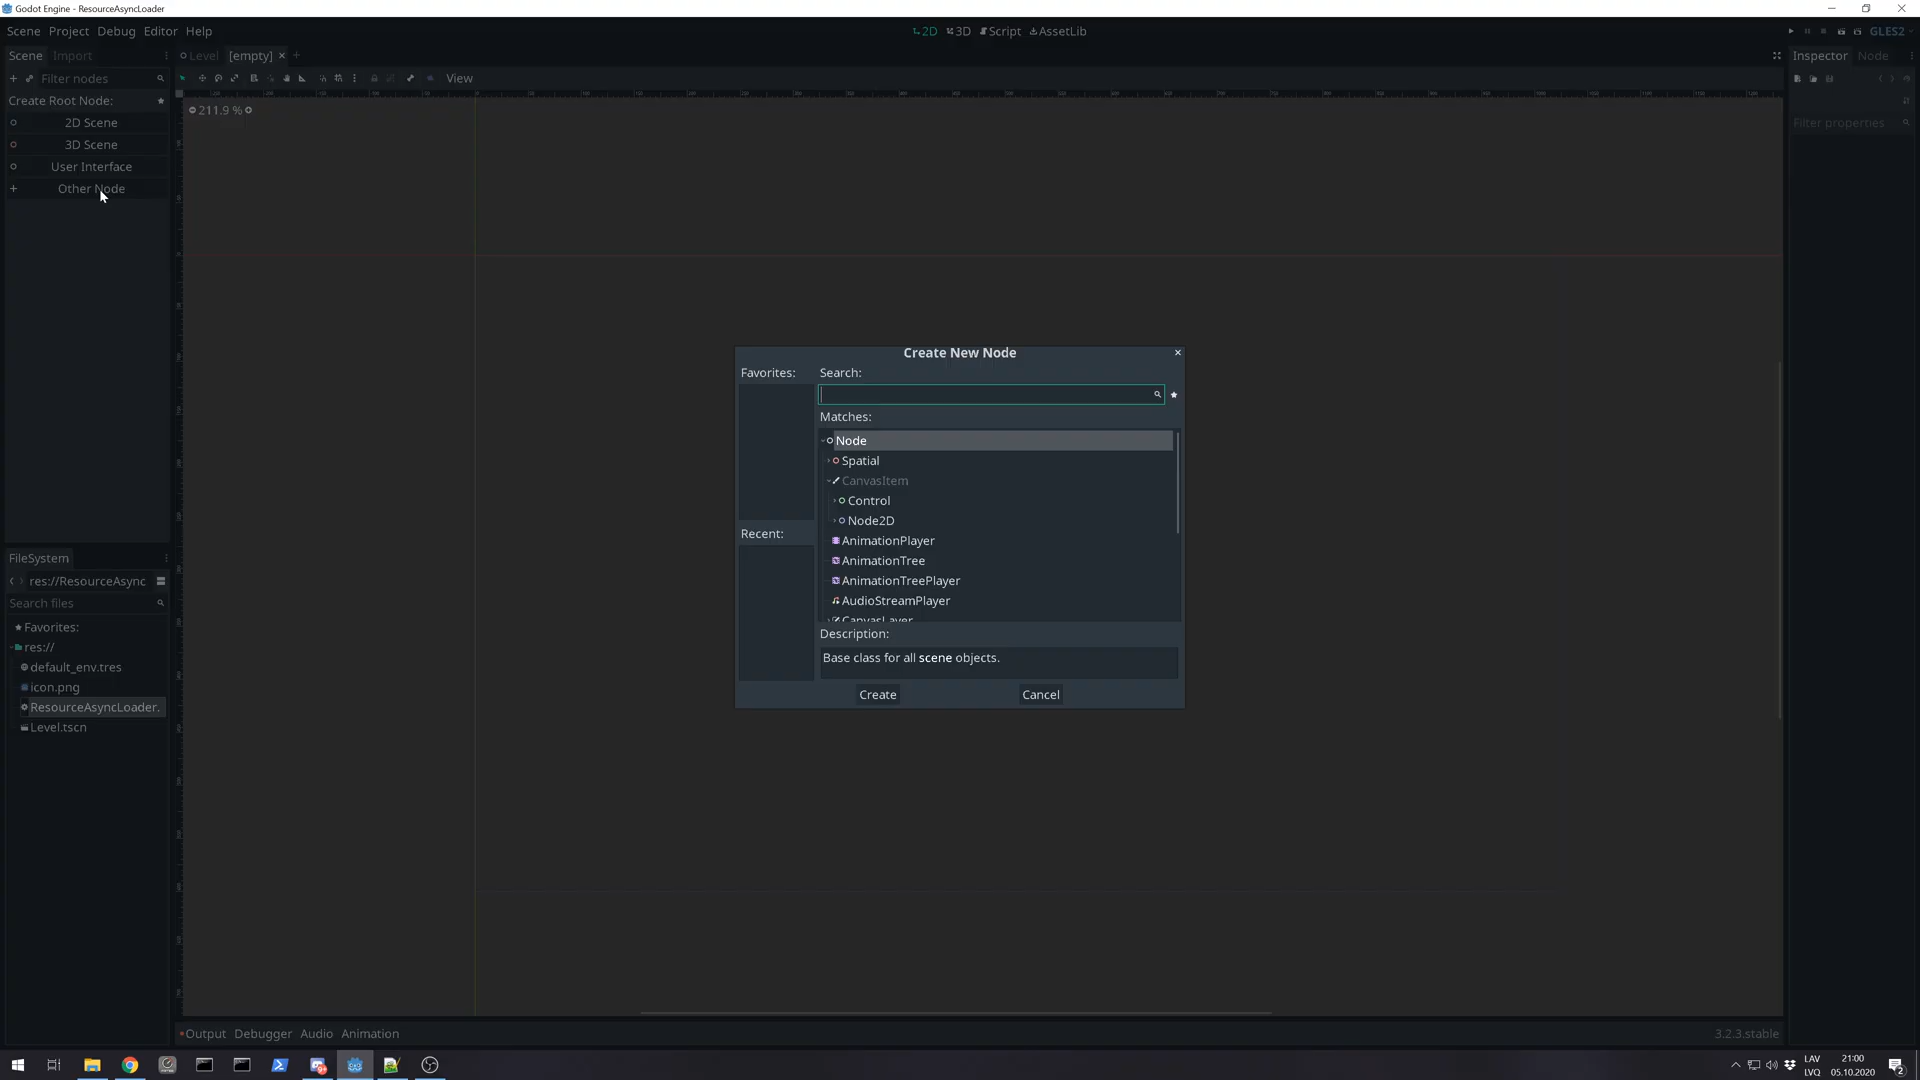 Godot Engine - ResourceAsyncLoader
Scene Project Debug Editor Help
2D 3D Script AssetLib
GLES2
Scene Import
Level [empty]
Inspector Node
Filter nodes
View
Create Root Node:
211.9 %
2D Scene
3D Scene
User Interface
Other Node
Filter properties
Create New Node
Favorites:
Search:
Matches:
Node
Spatial
CanvasItem
Control
Node2D
Recent:
AnimationPlayer
AnimationTree
AnimationTreePlayer
AudioStreamPlayer
CanvasLayer
Description:
Base class for all scene objects.
Create Cancel
FileSystem
res://ResourceAsync
Search files
Favorites:
res://
default_env.tres
icon.png
ResourceAsyncLoader.
Level.tscn
Output Debugger Audio Animation
3.2.3.stable
LAV
LVQ
21:00
05.10.2020
2